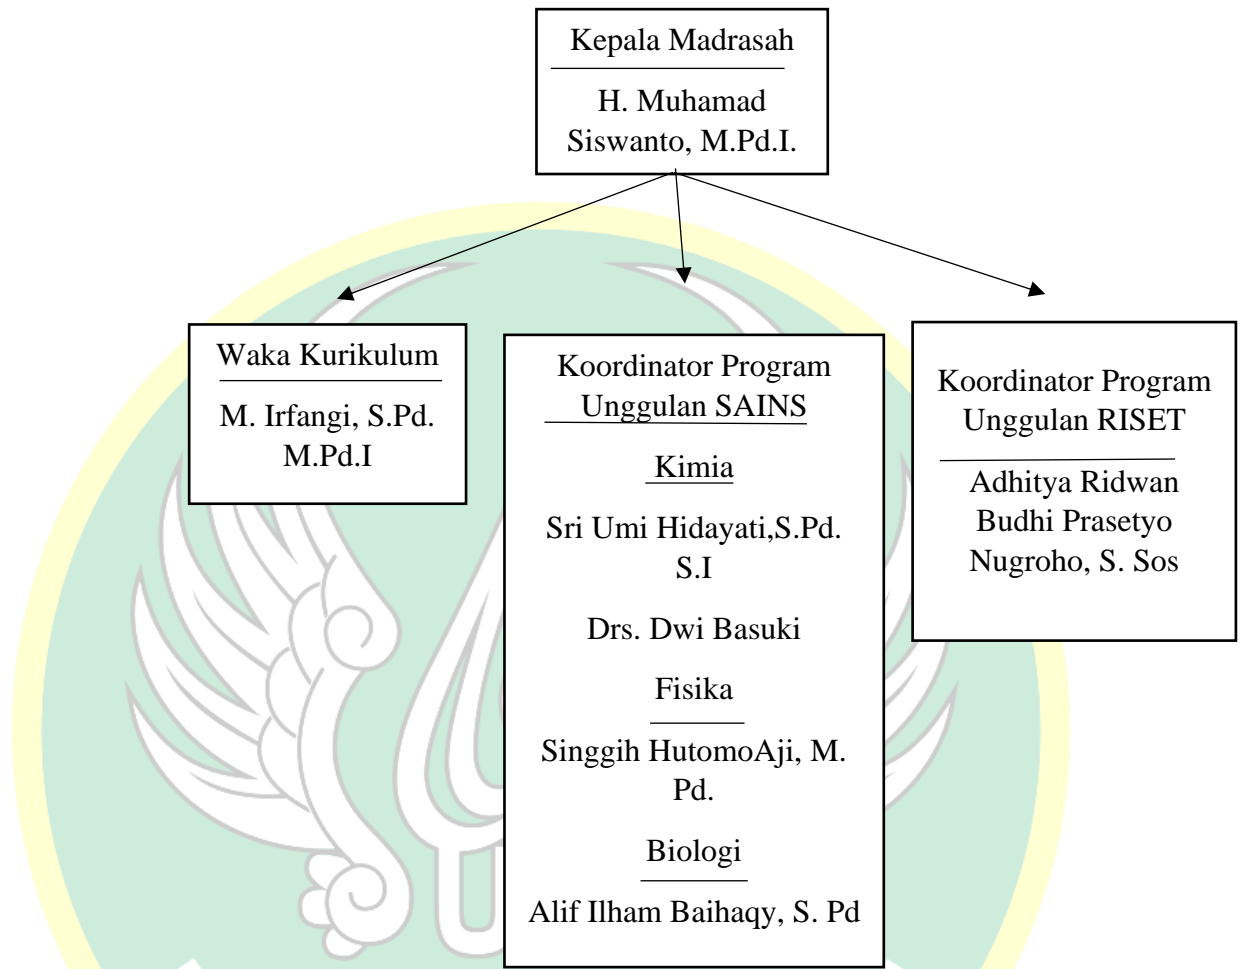 Kepala Madrasah
H. Muhamad
Siswanto, M.Pd.I.
Waka Kurikulum
M. Irfangi, S.Pd.
M.Pd.I
Koordinator Program
Unggulan SAINS
Kimia
Sri Umi Hidayati,S.Pd.
S.I
Drs. Dwi Basuki
Fisika
Singgih HutomoAji, M.
Pd.
Biologi
Alif Ilham Baihaqy, S. Pd
Koordinator Program
Unggulan RISET
Adhitya Ridwan
Budhi Prasetyo
Nugroho, S. Sos